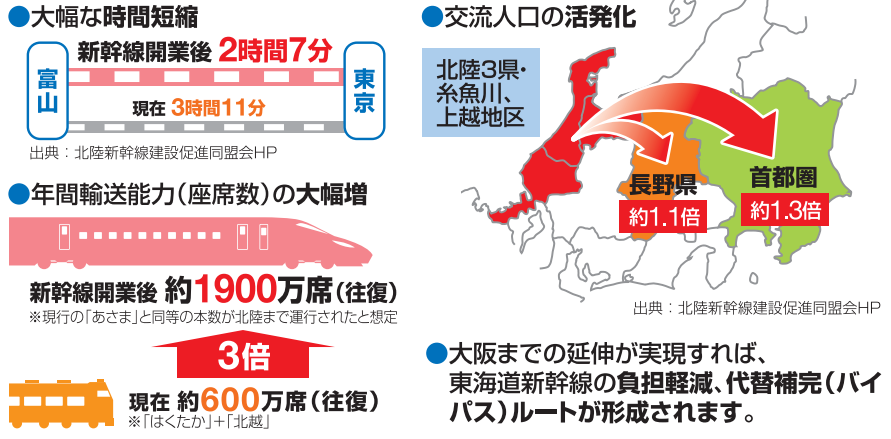 ●大幅な時間短縮
富山
東京
新幹線開業後 2時間7分
現在 3時間11分
出典：北陸新幹線建設促進同盟会HP
●年間輸送能力（座席数）の大幅増
新幹線開業後 約1900万席（往復）
※現行の「あさま」と同等の本数が北陸まで運行されたと想定
3倍
現在 約600万席（往復）
※「はくたか」＋「北越」
●交流人口の活発化
北陸3県・
糸魚川、
上越地区
長野県
約1.1倍
首都圏
約1.3倍
出典：北陸新幹線建設促進同盟会HP
●大阪までの延伸が実現すれば、
東海道新幹線の負担軽減、代替補完（バイ
パス）ルートが形成されます。